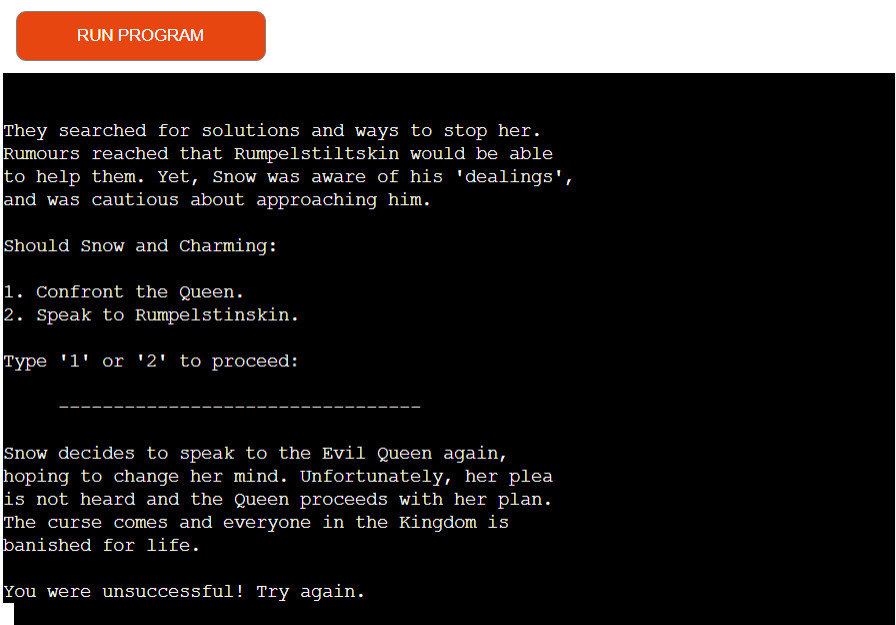 RUN PROGRAM
They searched for solutions and ways to stop her.
Rumours reached that Rumpelstiltskin would be able
to help them. Yet, Snow was aware of his 'dealings',
and was cautious about approaching him.
Should Snow and Charming:
1. Confront the Queen.
2. Speak to Rumpelstinskin.
Type '1' or '2' to proceed:
---------------------------------
Snow decides to speak to the Evil Queen again,
hoping to change her mind. Unfortunately, her plea
is not heard and the Queen proceeds with her plan.
The curse comes and everyone in the Kingdom is
banished for life.
You were unsuccessful! Try again.